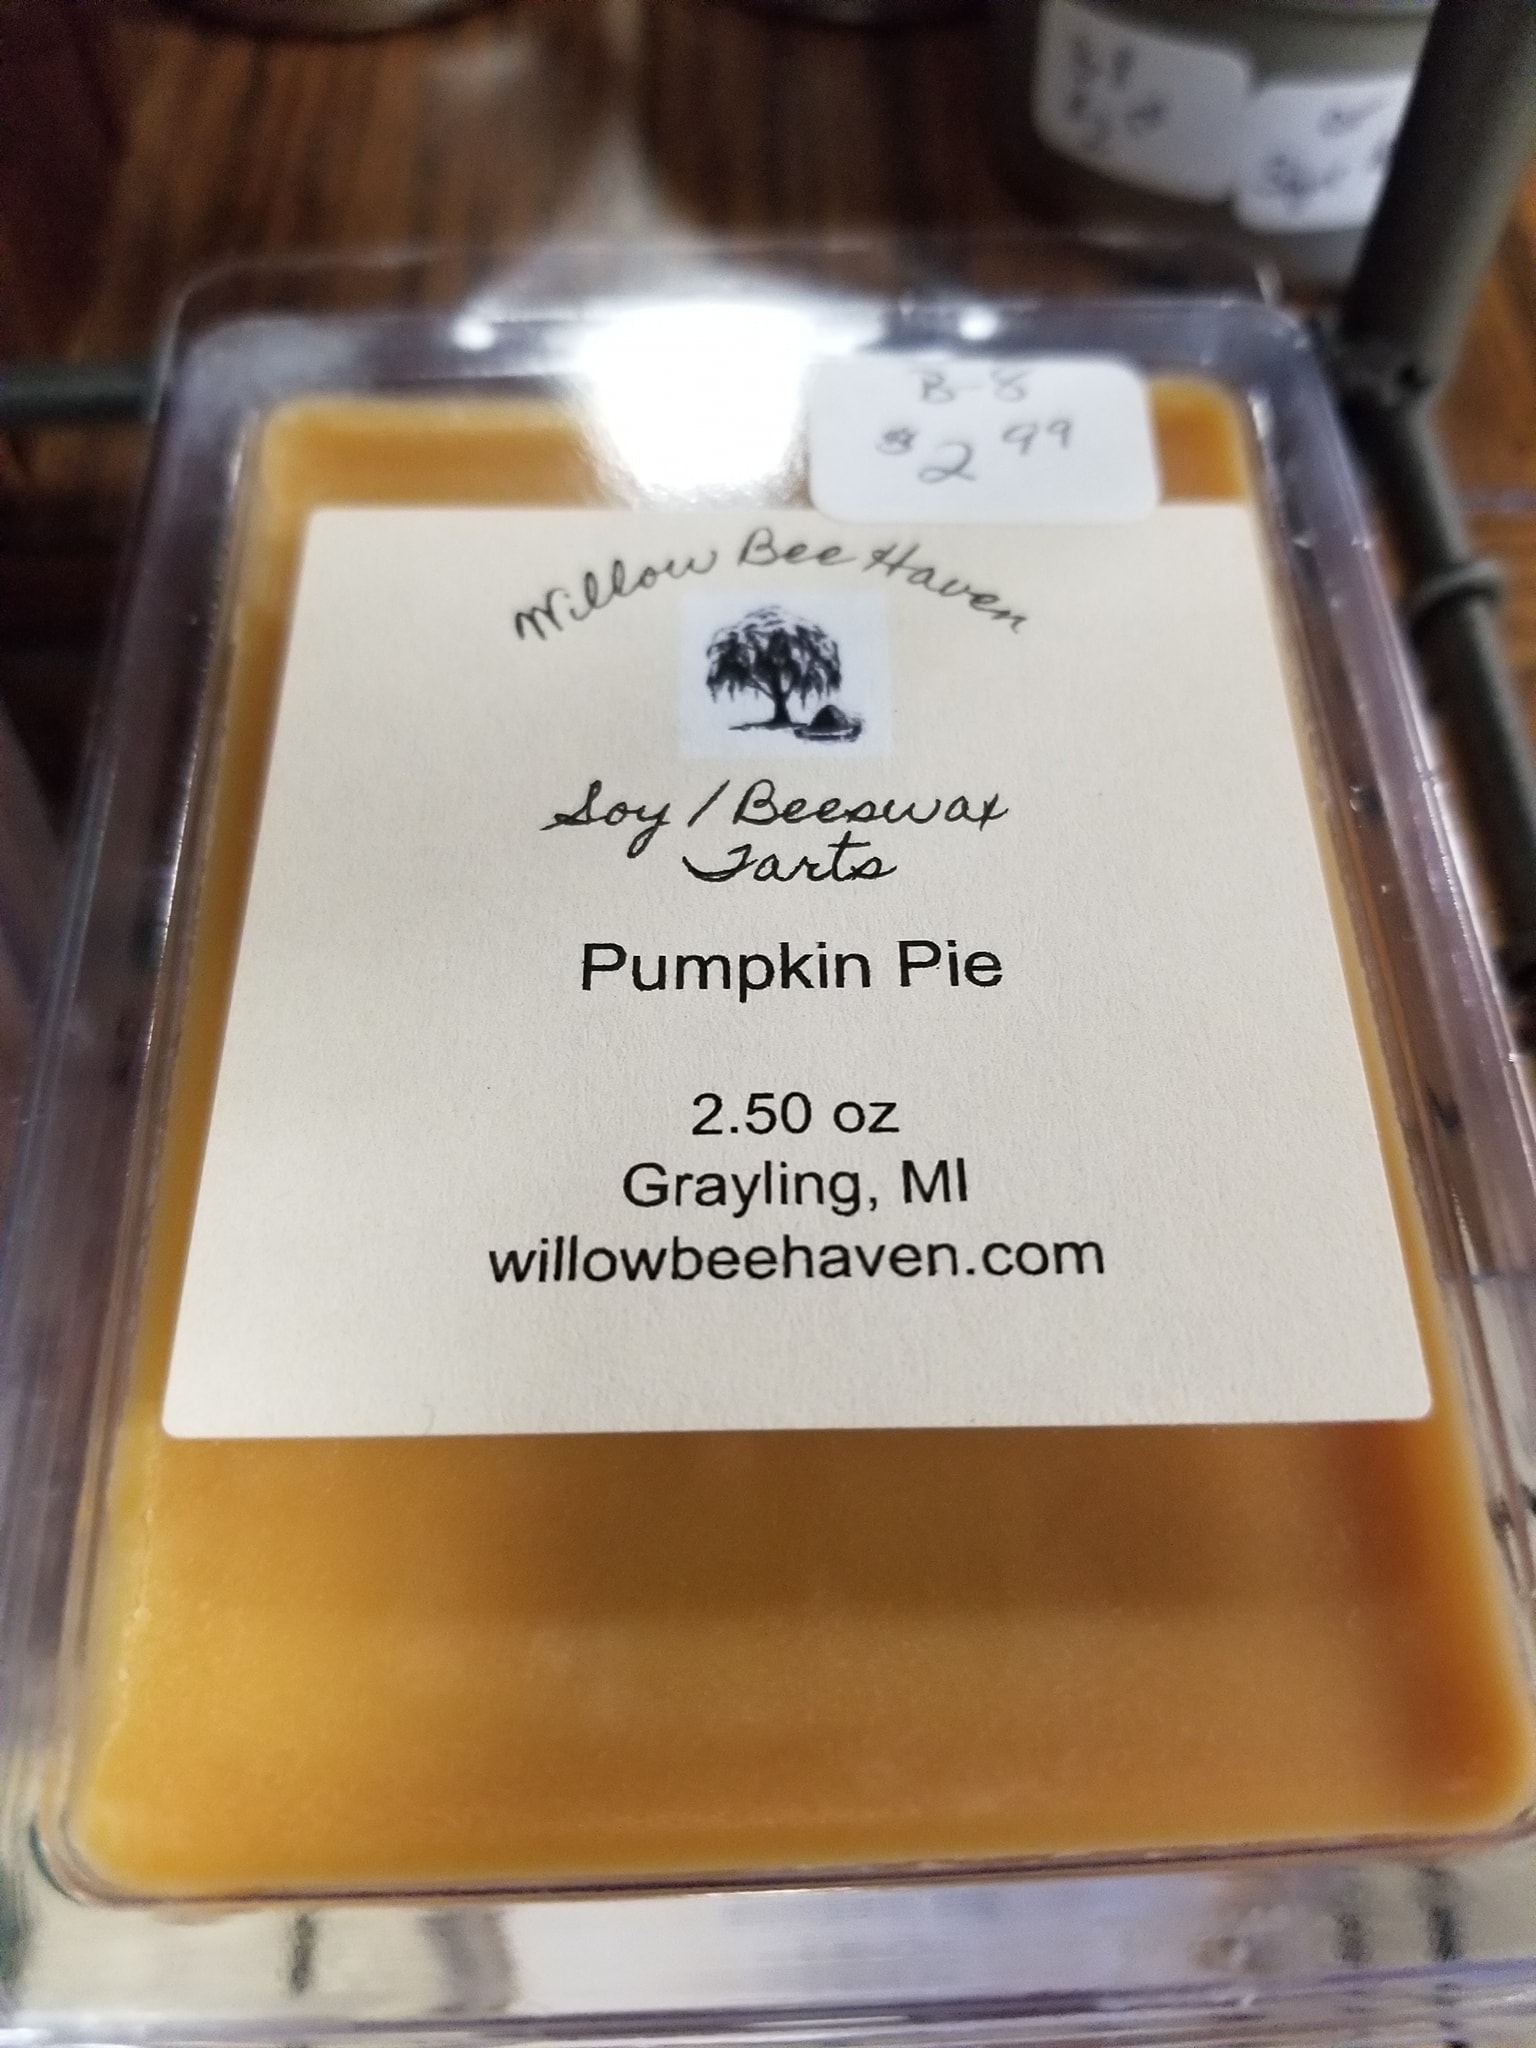 B-8
$2.99
Willow Bee Haven
Soy / Beeswax
Tarts
Pumpkin Pie
2.50 oz
Grayling, MI
willowbeehaven.com